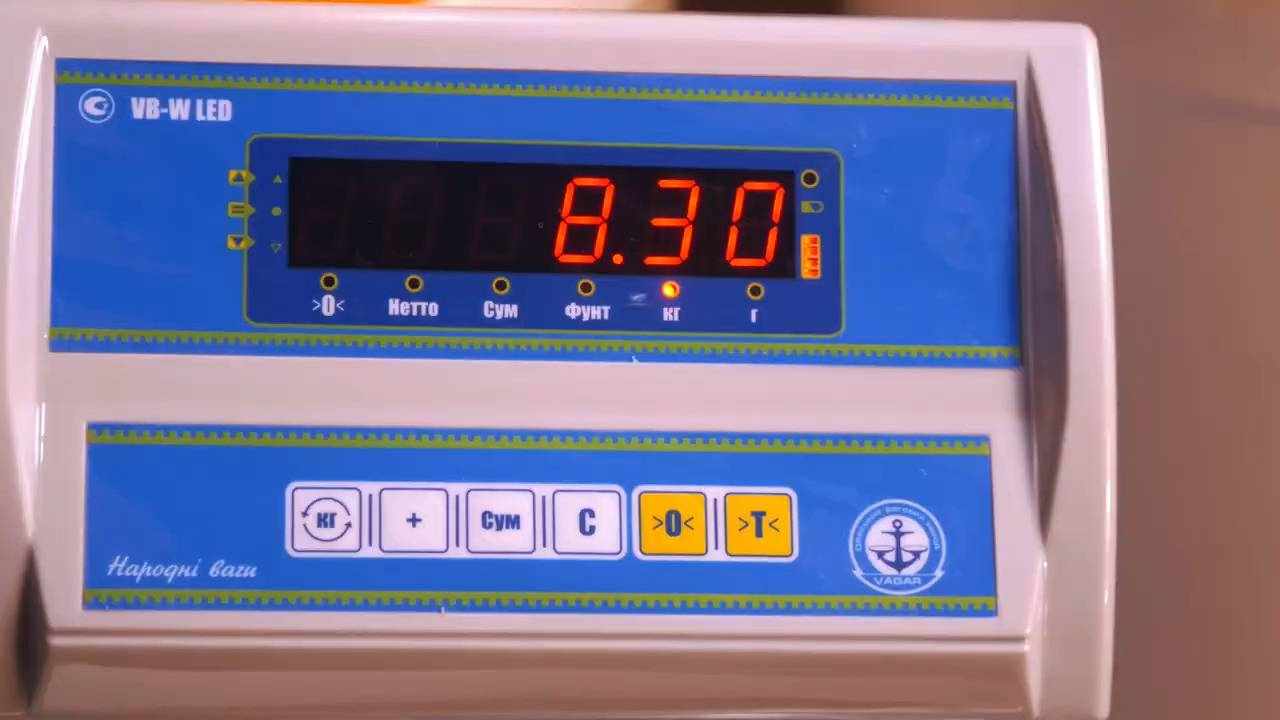 VB-W LED
8.30
>0< Нетто Сум Фунт кг г
кг + Сум C >0< >T<
Народні ваги
VAGAR